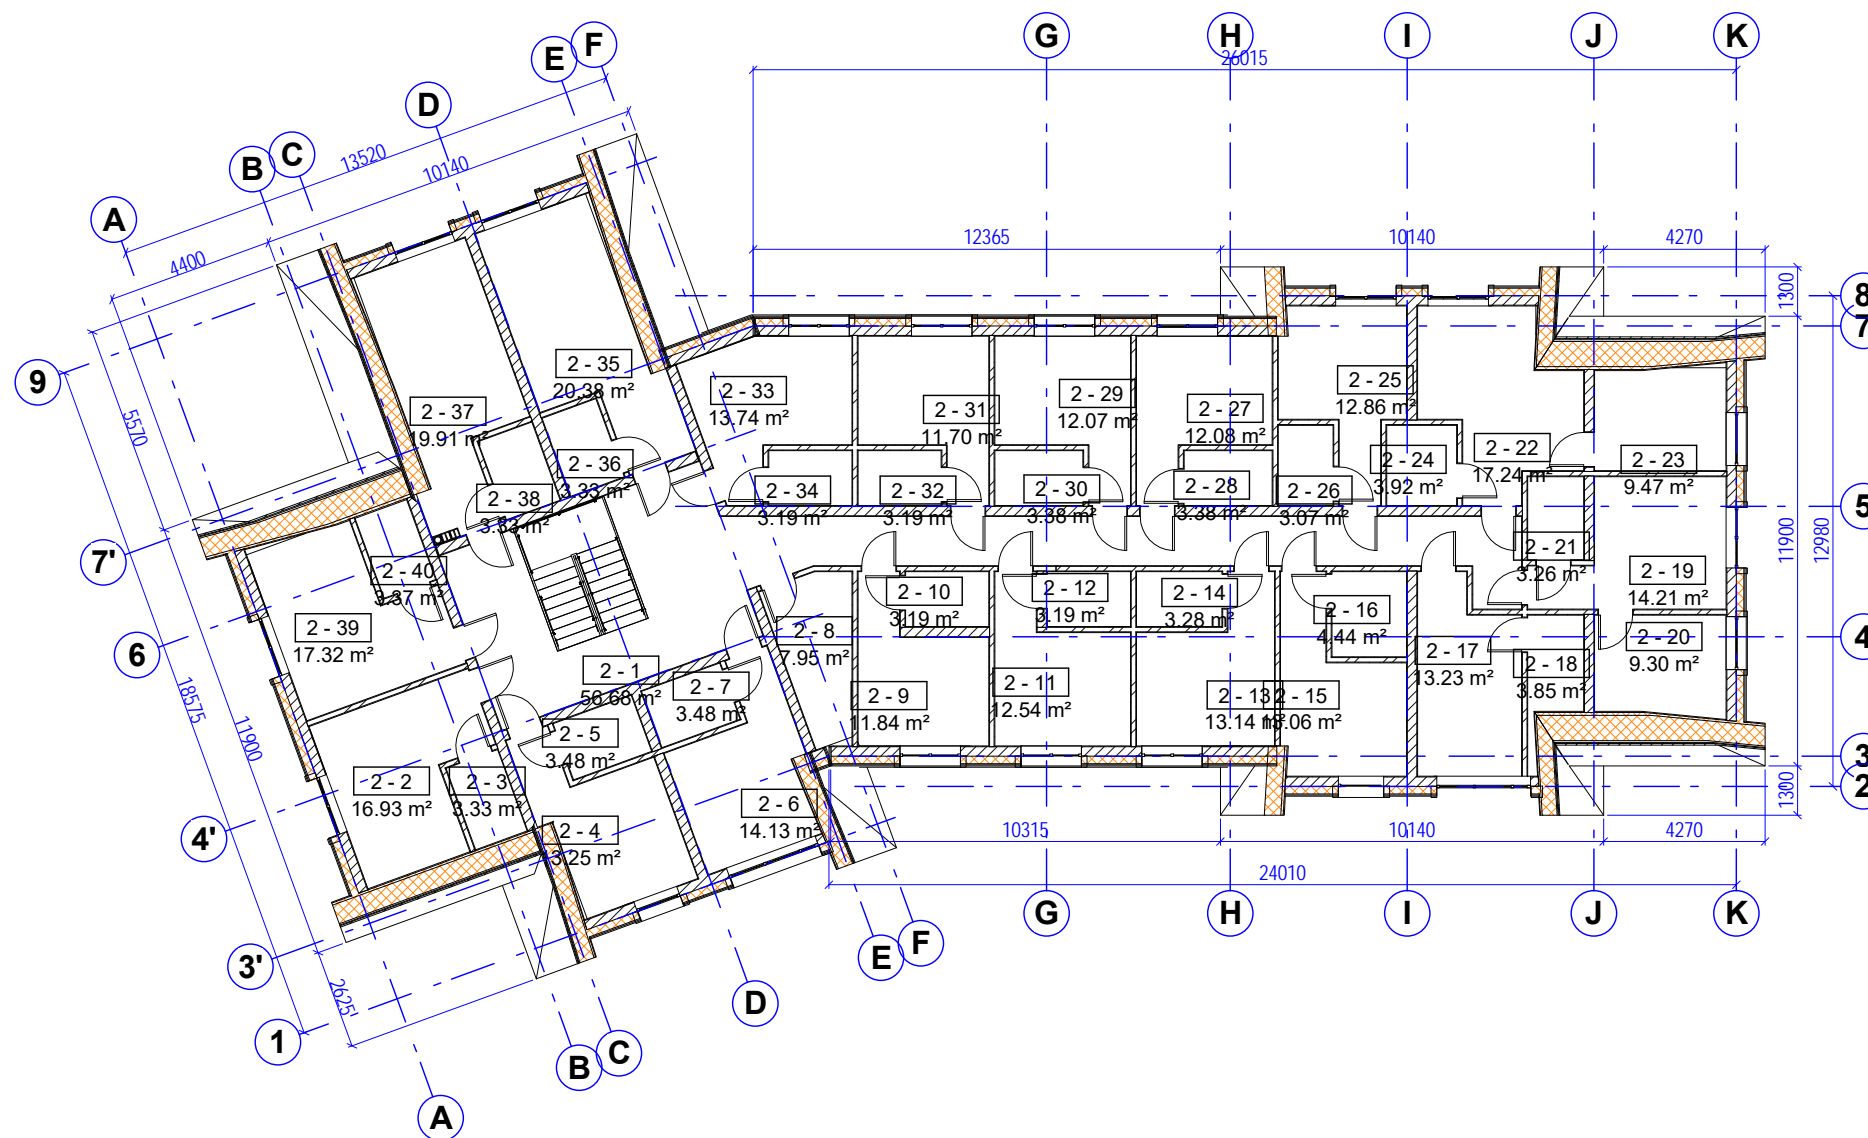 G
H
I
J
K
F
E
D
C
B
A
26015
13520
10140
12365
10140
4270
4400
1300
8
7
9
5570
2 - 35
20.38 m²
2 - 33
13.74 m²
2 - 37
19.91 m²
2 - 31
11.70 m²
2 - 29
12.07 m²
2 - 27
12.08 m²
2 - 25
12.86 m²
2 - 22
17.24 m²
2 - 23
9.47 m²
2 - 24
3.92 m²
2 - 36
3.33 m²
2 - 38
3.33 m²
2 - 34
3.19 m²
2 - 32
3.19 m²
2 - 30
3.38 m²
2 - 28
3.38 m²
2 - 26
3.07 m²
5
11900
12980
7'
2 - 40
3.37 m²
2 - 21
3.26 m²
2 - 19
14.21 m²
2 - 10
3.19 m²
2 - 12
3.19 m²
2 - 14
3.28 m²
2 - 16
4.44 m²
2 - 39
17.32 m²
2 - 8
7.95 m²
2 - 17
13.23 m²
2 - 18
3.85 m²
2 - 20
9.30 m²
4
6
2 - 1
56.68 m²
2 - 7
3.48 m²
2 - 9
11.84 m²
2 - 11
12.54 m²
2 - 13
13.14 m²
2 - 15
13.06 m²
18575
11900
2 - 5
3.48 m²
2 - 2
16.93 m²
2 - 3
3.33 m²
2 - 6
14.13 m²
2 - 4
13.25 m²
3
2
1300
4'
10315
10140
4270
24010
3'
2625
1
G
H
I
J
K
F
E
D
C
B
A